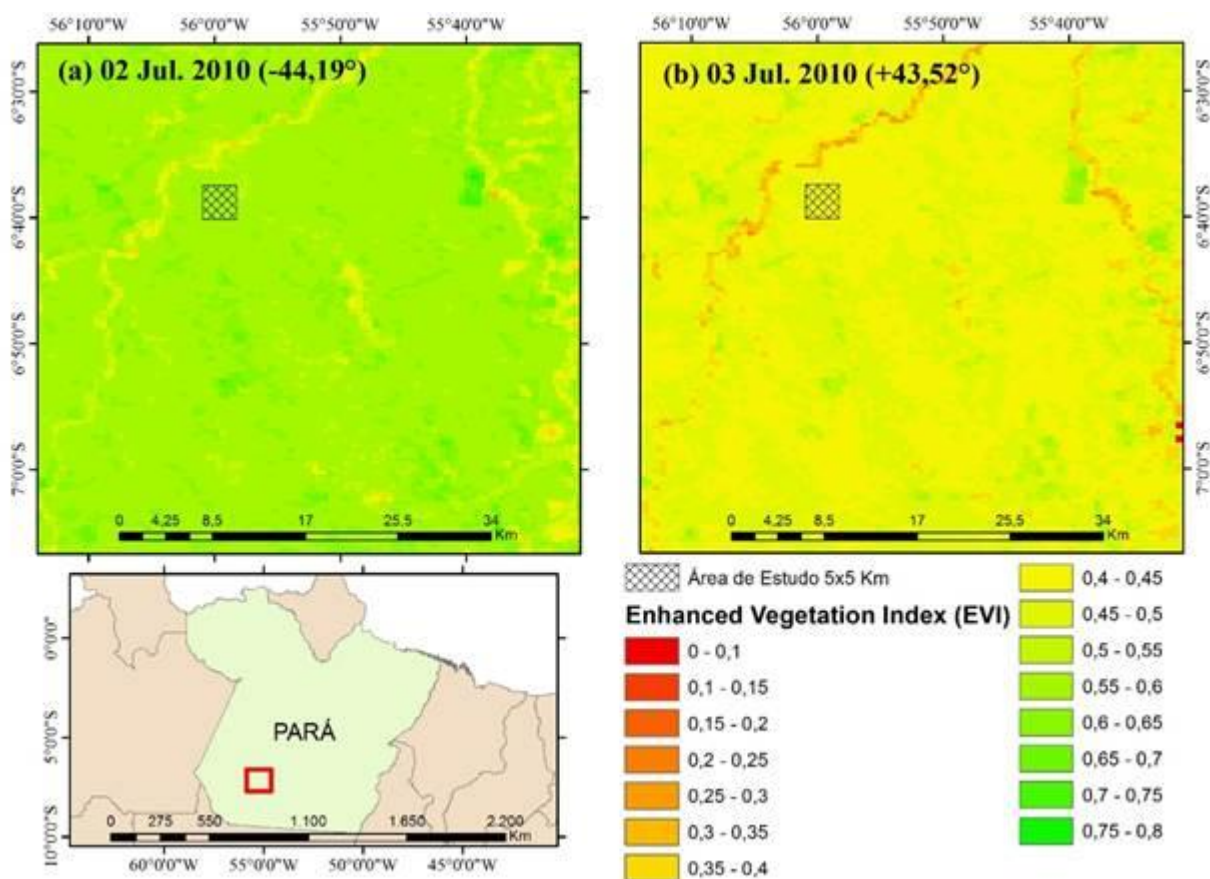 56°10'0"W 56°0'0"W 55°50'0"W 55°40'0"W
56°10'0"W 56°0'0"W 55°50'0"W 55°40'0"W
(a) 02 Jul. 2010 (-44,19°)
(b) 03 Jul. 2010 (+43,52°)
6°30'0"S
6°40'0"S
6°50'0"S
7°0'0"S
6°30'0"S
6°40'0"S
6°50'0"S
7°0'0"S
0 4,25 8,5 17 25,5 34
Km
0 4,25 8,5 17 25,5 34
Km
0°0'0"
5°0'0"S
10°0'0"S
PARÁ
0 275 550 1.100 1.650 2.200
Km
60°0'0"W 55°0'0"W 50°0'0"W 45°0'0"W
Área de Estudo 5x5 Km
Enhanced Vegetation Index (EVI)
0 - 0,1
0,1 - 0,15
0,15 - 0,2
0,2 - 0,25
0,25 - 0,3
0,3 - 0,35
0,35 - 0,4
0,4 - 0,45
0,45 - 0,5
0,5 - 0,55
0,55 - 0,6
0,6 - 0,65
0,65 - 0,7
0,7 - 0,75
0,75 - 0,8